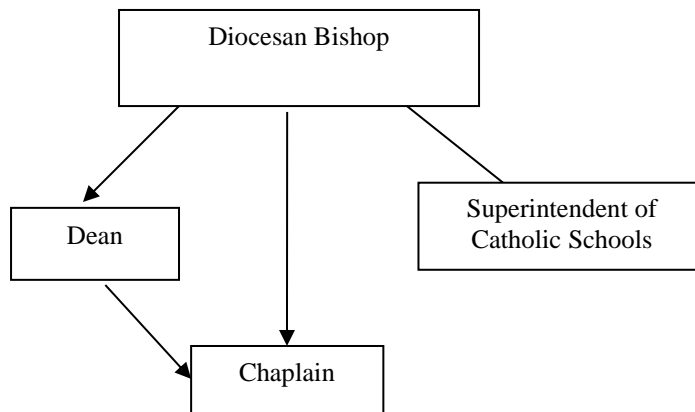 Diocesan Bishop
Dean
Superintendent of
Catholic Schools
Chaplain